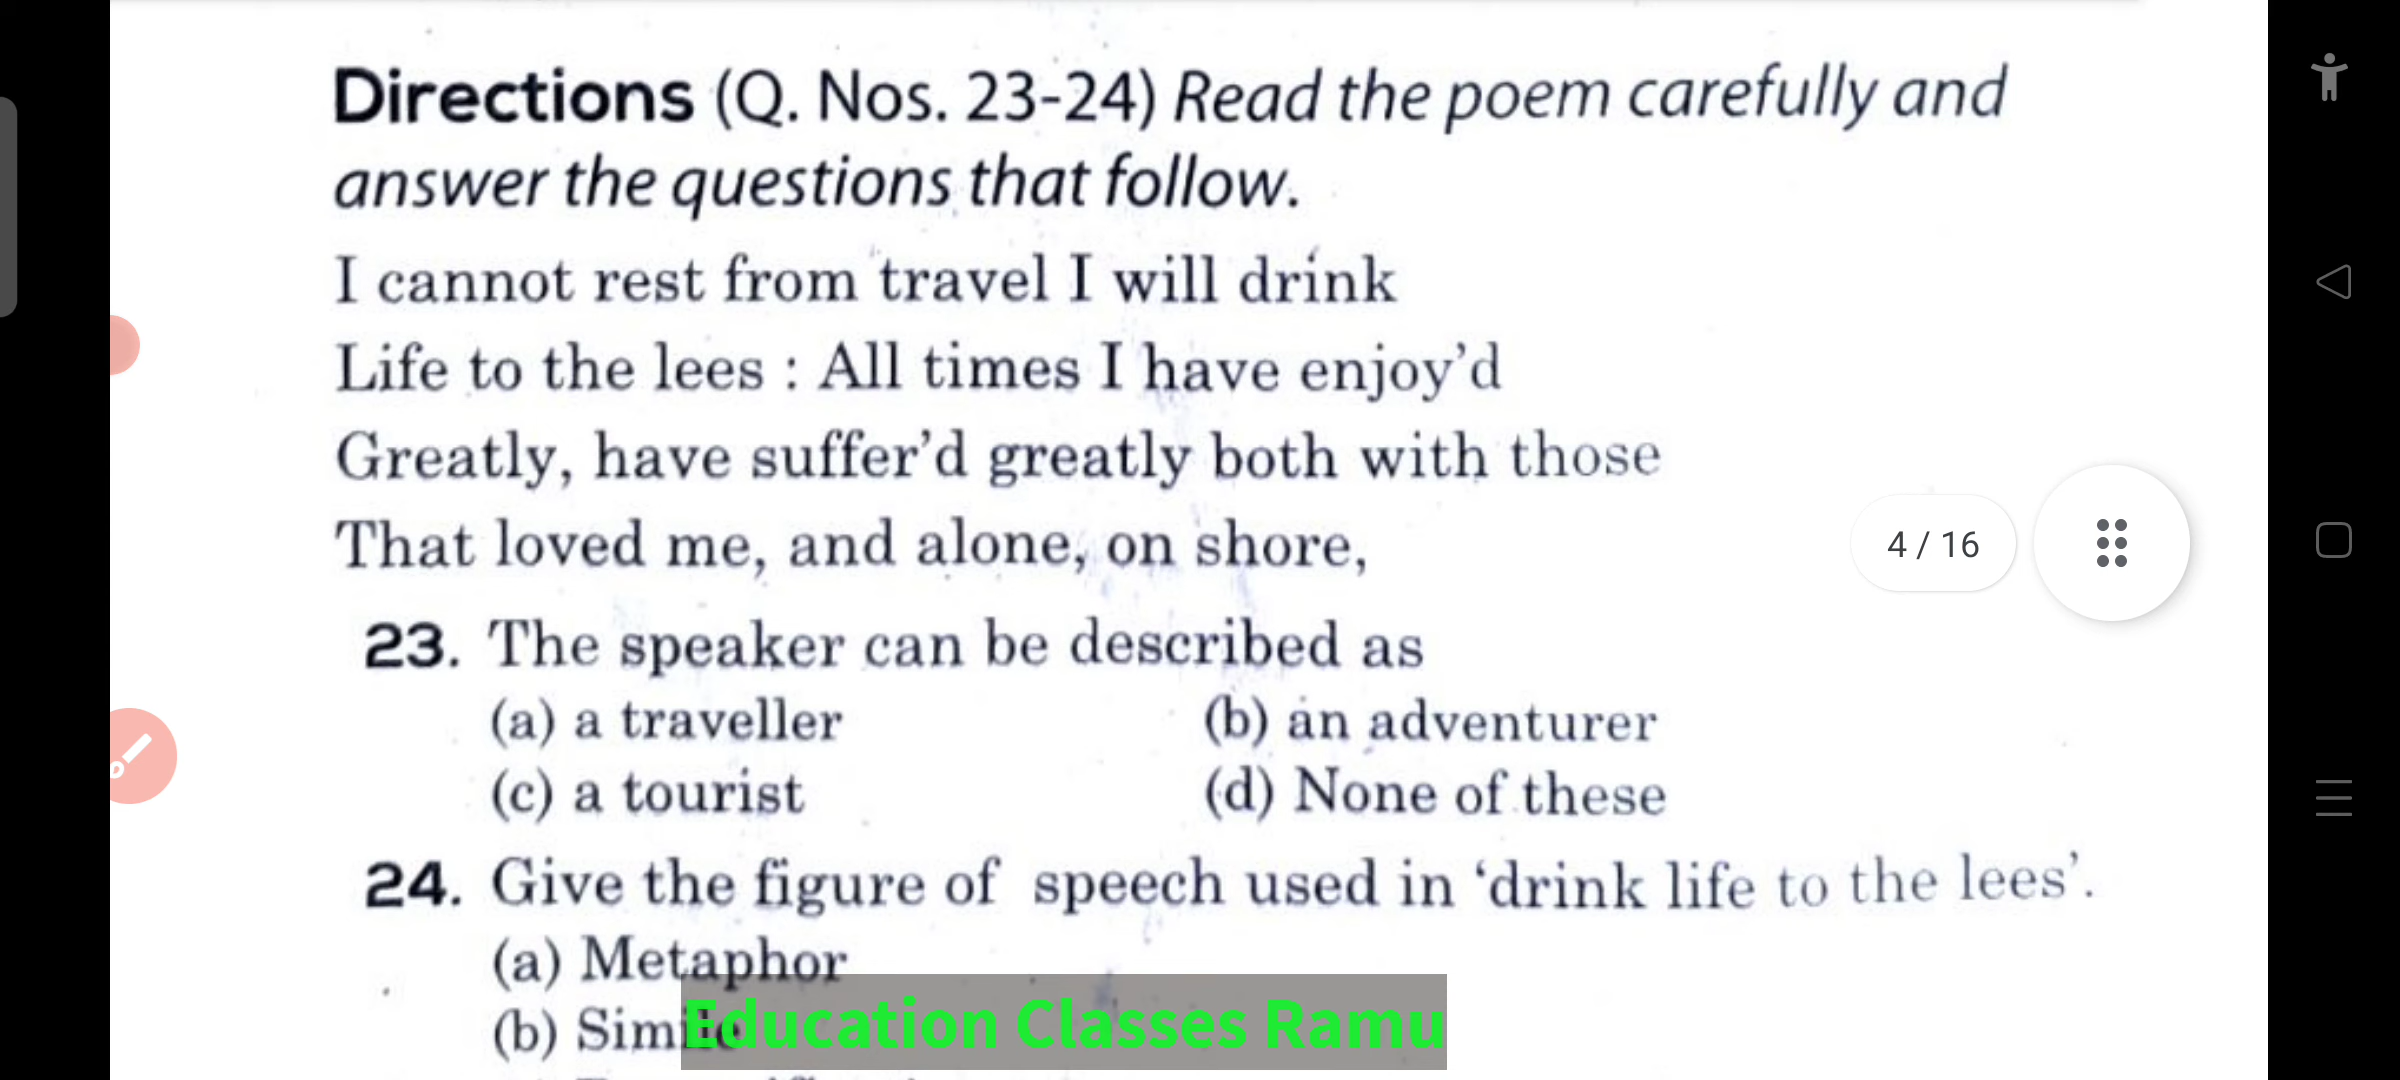 Directions (Q. Nos. 23-24) Read the poem carefully and
answer the questions that follow.
I cannot rest from travel I will drink
Life to the lees : All times I have enjoy’d
Greatly, have suffer’d greatly both with those
That loved me, and alone, on shore,
4 / 16
23. The speaker can be described as
(a) a traveller (b) an adventurer
(c) a tourist (d) None of these
24. Give the figure of speech used in ‘drink life to the lees’.
(a) Metaphor
(b) Simile
Education Classes Ramu